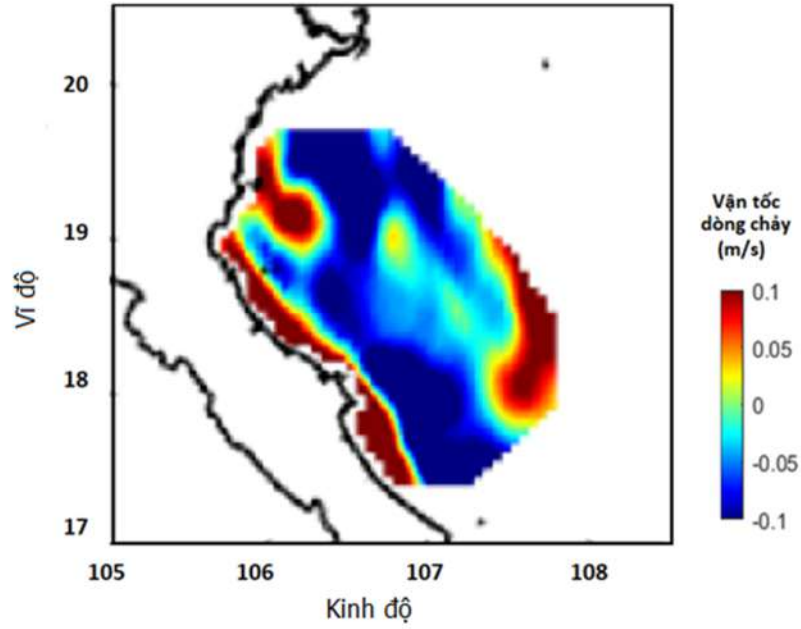 20
19
18
17
Vĩ độ
105 106 107 108
Kinh độ
Vận tốc
dòng chảy
(m/s)
0.1
0.05
0
-0.05
-0.1